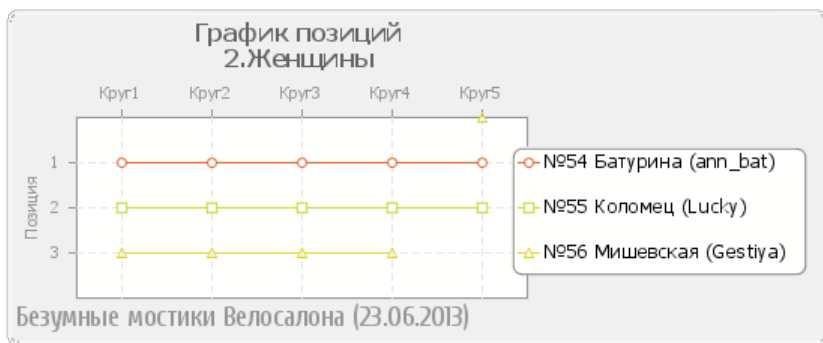 График позиций
2.Женщины
Круг1 Круг2 Круг3 Круг4 Круг5
Позиция
1
2
3
№54 Батурина (ann_bat)
№55 Коломец (Lucky)
№56 Мишевская (Gestiya)
Безумные мостики Велосалона (23.06.2013)